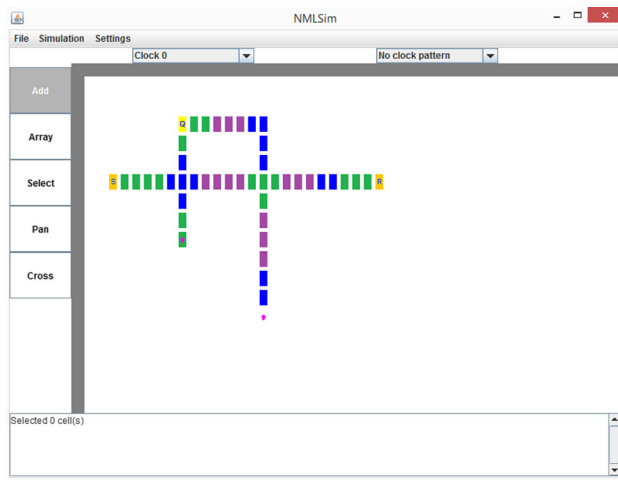 NMLSim
File Simulation Settings
Clock 0 No clock pattern
Add
Array
Q
Select
S R
Pan
Cross
Selected 0 cell(s)